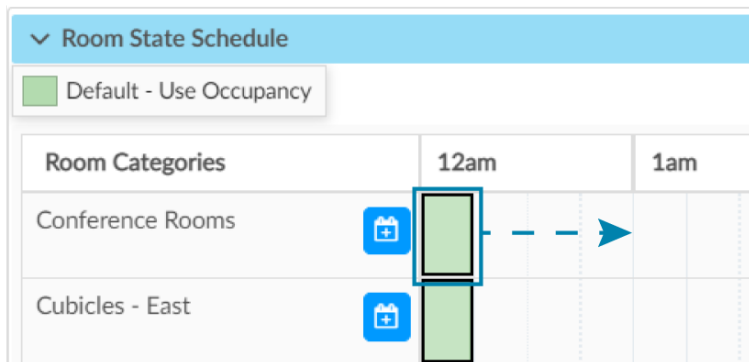 Room State Schedule
Default - Use Occupancy
Room Categories 12am 1am
Conference Rooms
Cubicles - East